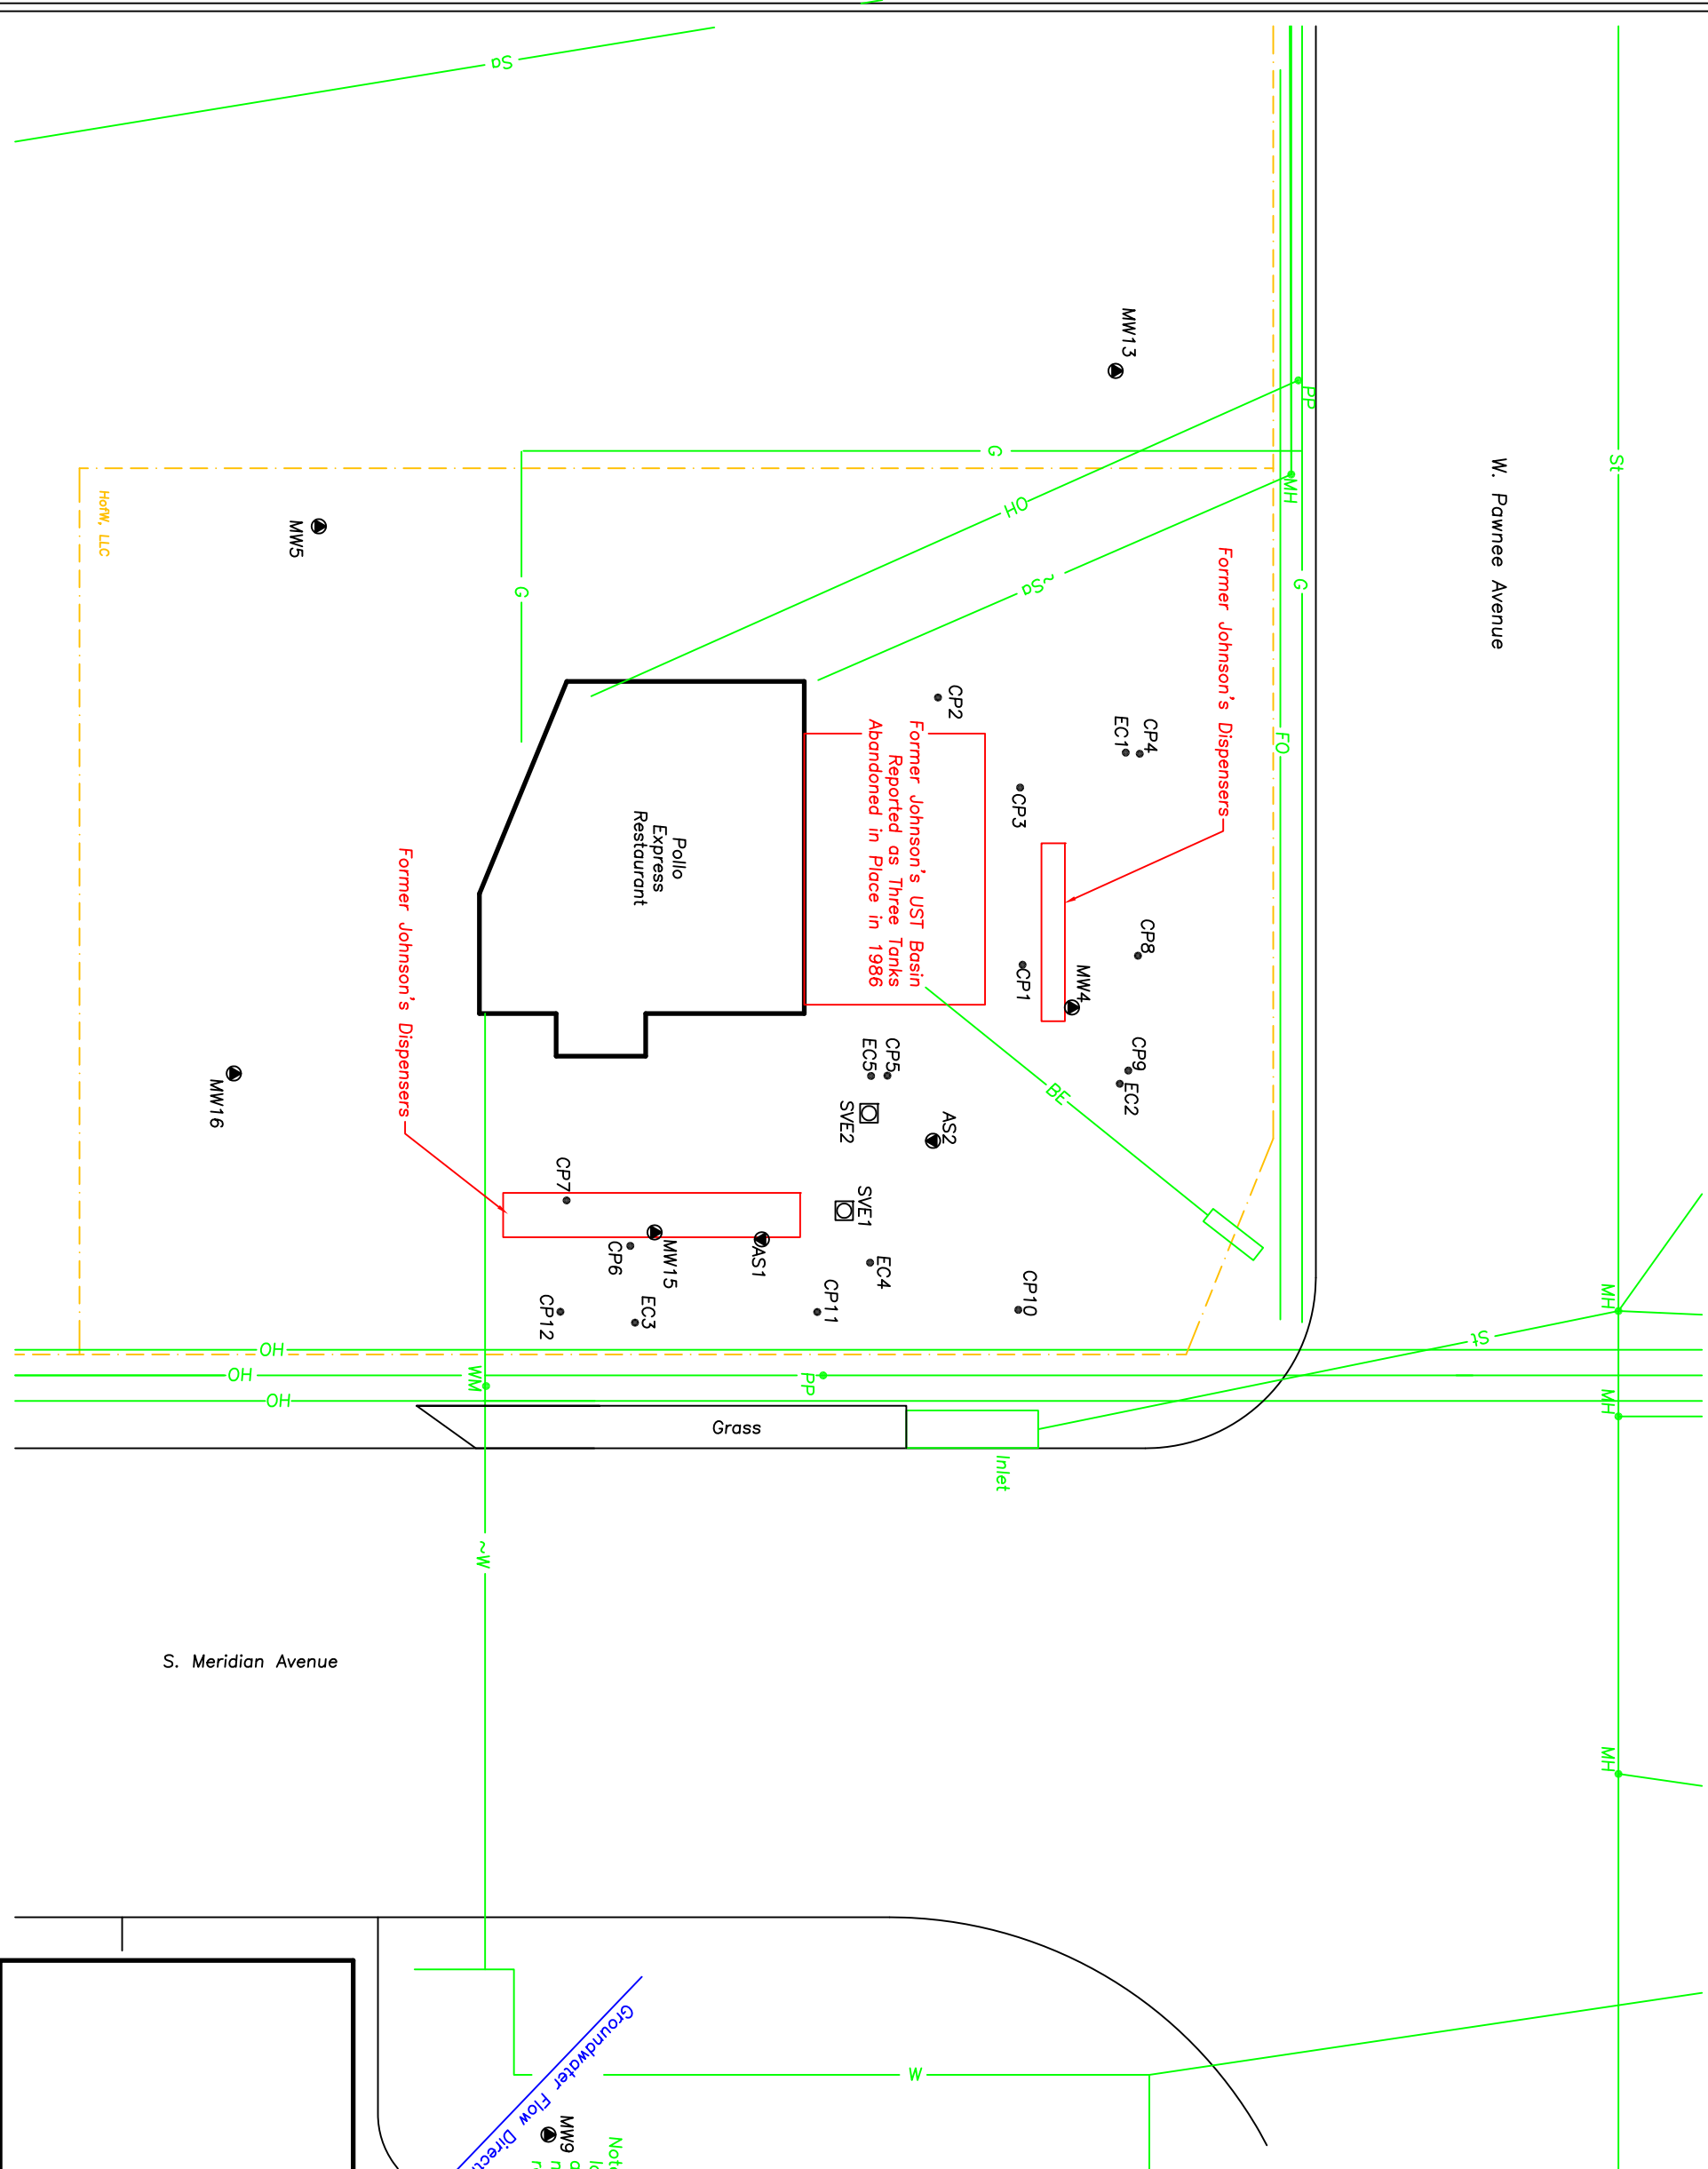 Sa
St
W. Pawnee Avenue
MW13
PP
G
MH
OH
~Sa
G
Former Johnson's Dispensers
HofW, LLC
MW5
G
FO
CP2
CP4
EC1
CP3
Former Johnson's UST Basin
Reported as Three Tanks
Abandoned in Place in 1986
Pollo
Express
Restaurant
Former Johnson's Dispensers
CP8
CP1
MW4
CP9
EC2
CP5
EC5
BE
SVE2
AS2
MW16
CP7
SVE1
MW15
CP6
AS1
EC4
CP10
CP11
EC3
CP12
MH
St
OH
OH
OH
WM
PP
MH
Grass
Inlet
~W
S. Meridian Avenue
MH
W
Groundwater Flow
MW9